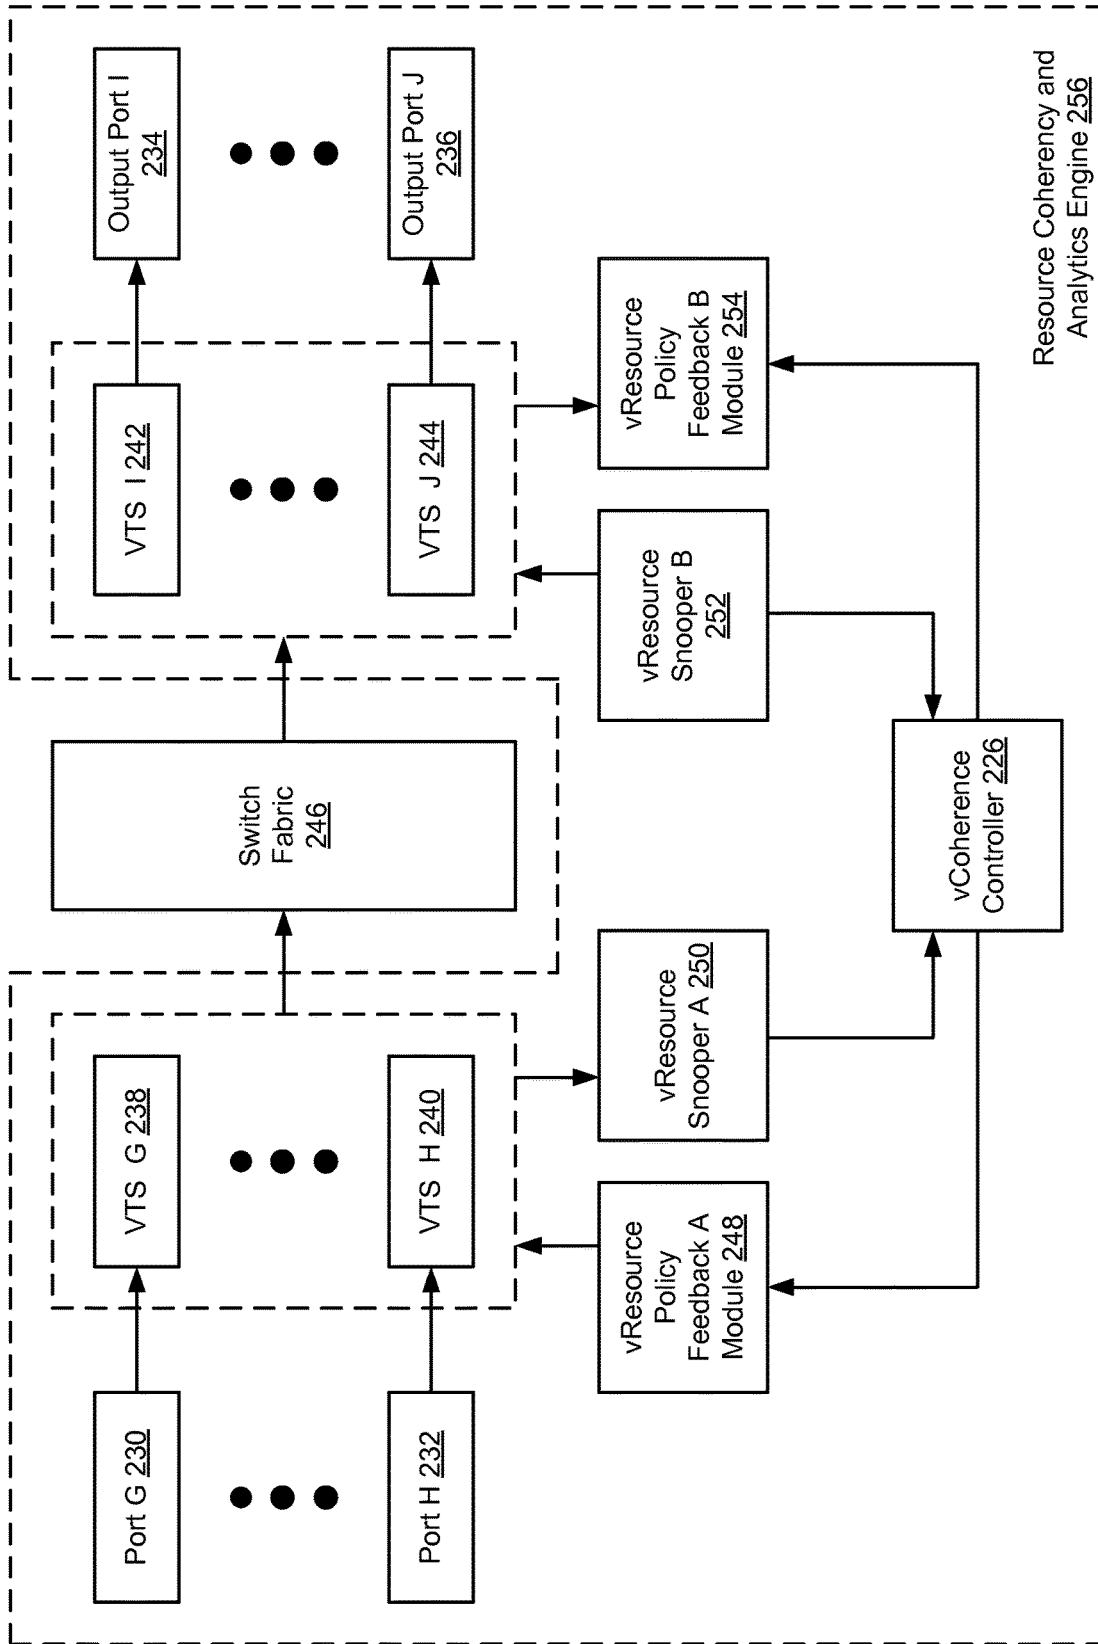 Port G 230
Port H 232
VTS G 238
VTS H 240
Switch
Fabric
246
VTS I 242
VTS J 244
Output Port I
234
Output Port J
236
vResource
Policy
Feedback A
Module 248
vResource
Snooper A 250
vResource
Snooper B
252
vResource
Policy
Feedback B
Module 254
vCoherence
Controller 226
Resource Coherency and
Analytics Engine 256